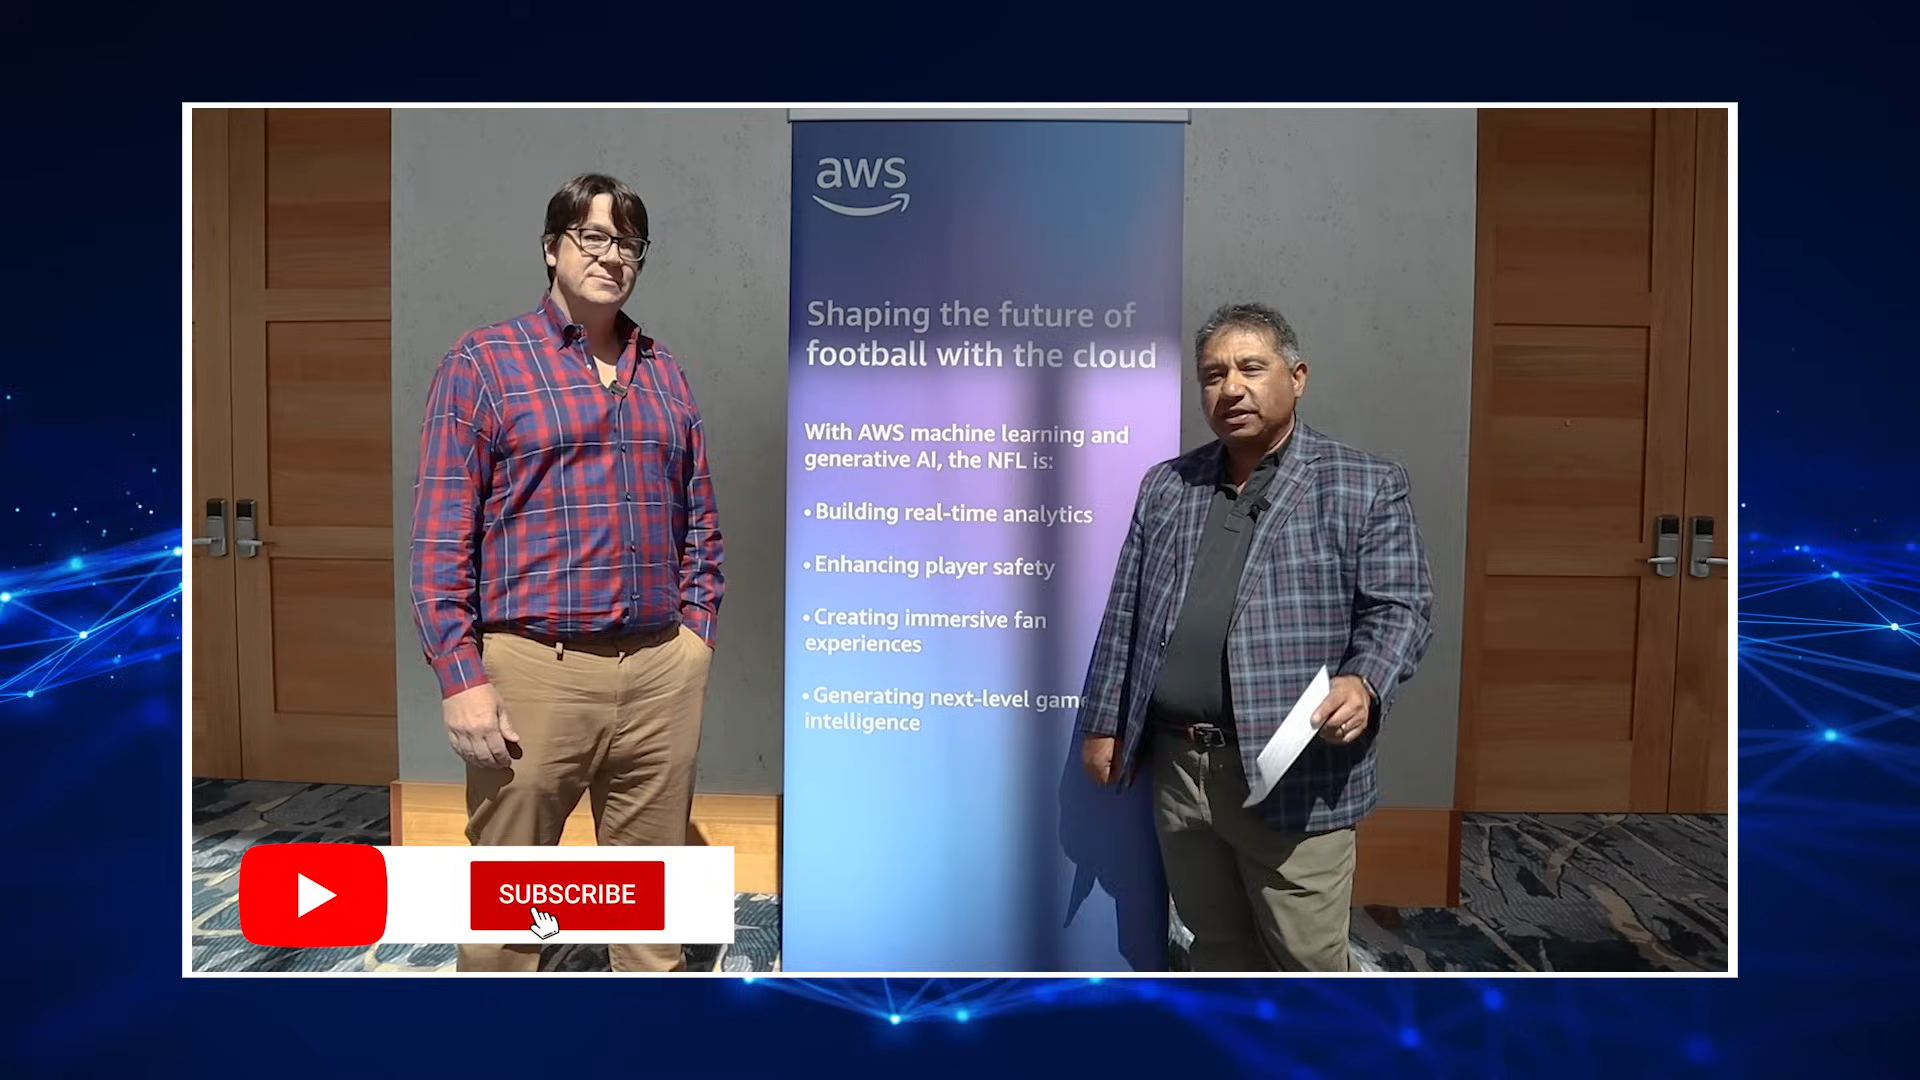 aws
Shaping the future of
football with the cloud
With AWS machine learning and
generative AI, the NFL is:
• Building real-time analytics
• Enhancing player safety
• Creating immersive fan
experiences
• Generating next-level game
intelligence
SUBSCRIBE